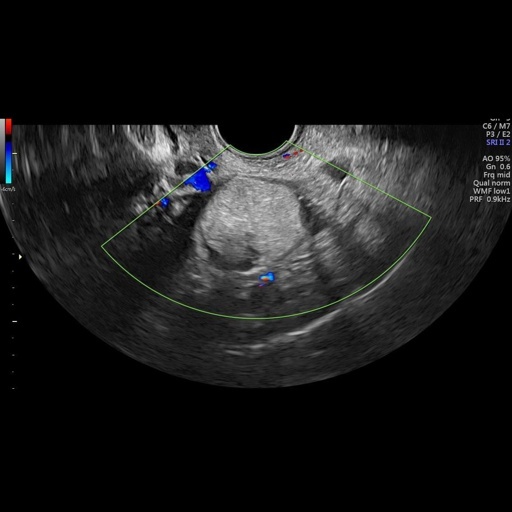 C6 / M7
P3 / E2
SRI II 2
AO 95%
Gn 0.6
Frq mid
Qual norm
WMF low1
PRF 0.9kHz